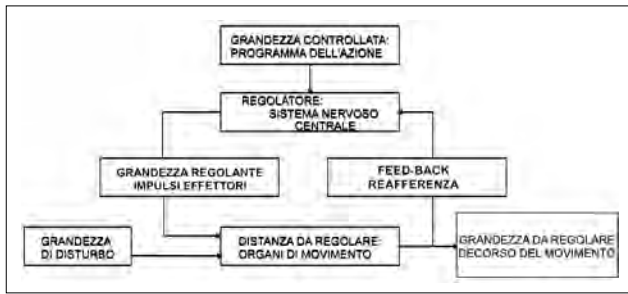 GRANDEZZA CONTROLLATA:
PROGRAMMA DELL'AZIONE
REGOLATORE:
SISTEMA NERVOSO
CENTRALE
GRANDEZZA REGOLANTE
IMPULSI EFFETTORI
FEED-BACK
REAFFERENZA
GRANDEZZA
DI DISTURBO
DISTANZA DA REGOLARE:
ORGANI DI MOVIMENTO
GRANDEZZA DA REGOLARE
DECORSO DEL MOVIMENTO